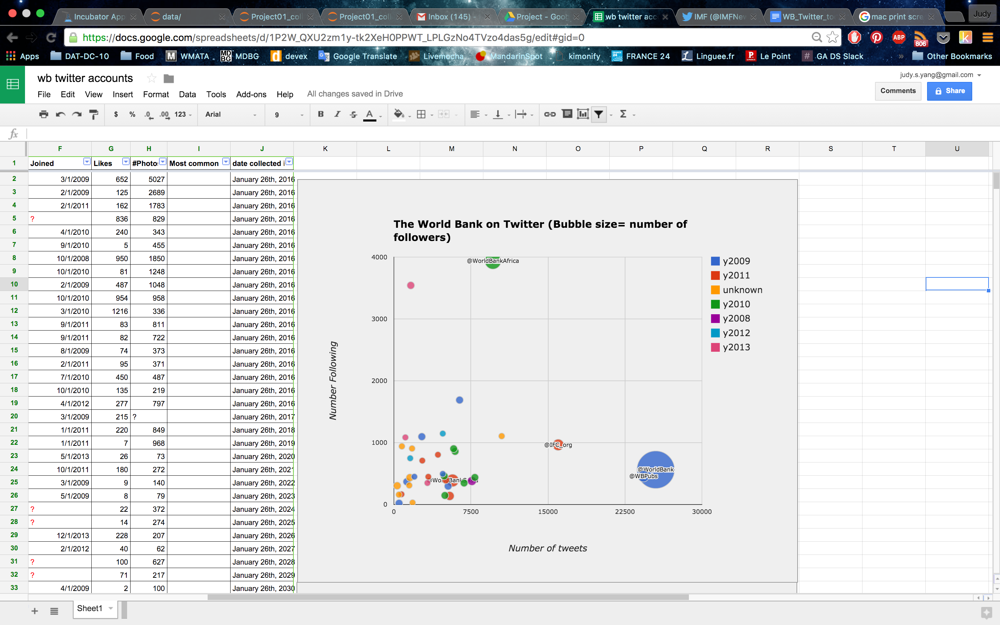 Incubator App
data/
Project01_coll
Project01_coll
Inbox (145) -
Project - Goog
wb twitter acc
IMF (@IMFNew
WB_Twitter_to
mac print scre
Judy
https://docs.google.com/spreadsheets/d/1P2W_QXU2zm1y-tk2XeH0PPWT_LPLGzNo4TVzo4das5g/edit#gid=0
ABP
806
Apps DAT-DC-10 Food WMATA MDBG devex Google Translate Livemocha MandarinSpot kimonify FRANCE 24 Linguee.fr Le Point GA DS Slack » Other Bookmarks
wb twitter accounts
judy.s.yang@gmail.com
File Edit View Insert Format Data Tools Add-ons Help All changes saved in Drive
Comments Share
$ % .0 .00 123 Arial 9 B I S A Σ
fx
F G H I J K L M N O P Q R S T U
1 Joined Likes #Photo: Most common date collected i
2 3/1/2009 652 5027 January 26th, 2016
3 2/1/2009 125 2689 January 26th, 2016
4 2/1/2011 162 1783 January 26th, 2016
5 ? 836 829 January 26th, 2016
6 4/1/2010 240 343 January 26th, 2016
7 9/1/2010 5 455 January 26th, 2016
8 10/1/2008 950 1850 January 26th, 2016
9 10/1/2010 81 1248 January 26th, 2016
10 2/1/2009 487 1048 January 26th, 2016
11 10/1/2010 954 958 January 26th, 2016
12 3/1/2010 1216 336 January 26th, 2016
13 9/1/2011 83 811 January 26th, 2016
14 9/1/2011 82 722 January 26th, 2016
15 8/1/2009 74 373 January 26th, 2016
16 2/1/2011 95 371 January 26th, 2016
17 7/1/2010 450 487 January 26th, 2016
18 10/1/2010 135 219 January 26th, 2016
19 4/1/2012 277 797 January 26th, 2016
20 3/1/2009 215 ? January 26th, 2017
21 1/1/2011 220 849 January 26th, 2018
22 1/1/2011 7 968 January 26th, 2019
23 5/1/2013 26 73 January 26th, 2020
24 10/1/2011 180 272 January 26th, 2021
25 3/1/2009 9 140 January 26th, 2022
26 5/1/2009 8 79 January 26th, 2023
27 ? 22 372 January 26th, 2024
28 ? 14 274 January 26th, 2025
29 12/1/2013 228 207 January 26th, 2026
30 2/1/2012 40 62 January 26th, 2027
31 ? 100 627 January 26th, 2028
32 ? 71 217 January 26th, 2029
33 4/1/2009 2 100 January 26th, 2030
The World Bank on Twitter (Bubble size= number of
followers)
Number Following
4000
3000
2000
1000
0
@WorldBankAfrica
@IFC_org
@WorldBank
@WBPubs
0 7500 15000 22500 30000
Number of tweets
y2009
y2011
unknown
y2010
y2008
y2012
y2013
Sheet1